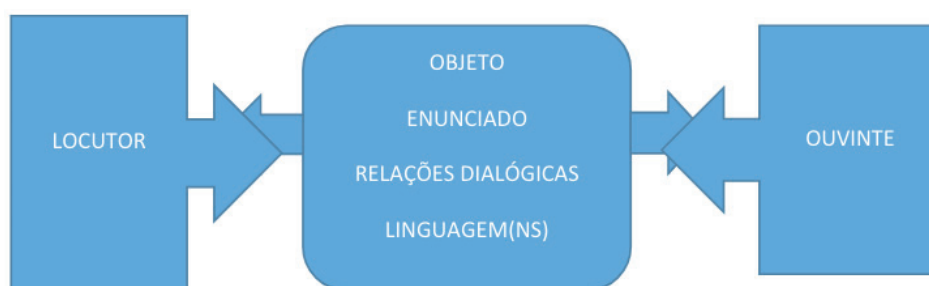 LOCUTOR
OBJETO
ENUNCIADO
RELAÇÕES DIALÓGICAS
LINGUAGEM(NS)
OUVINTE